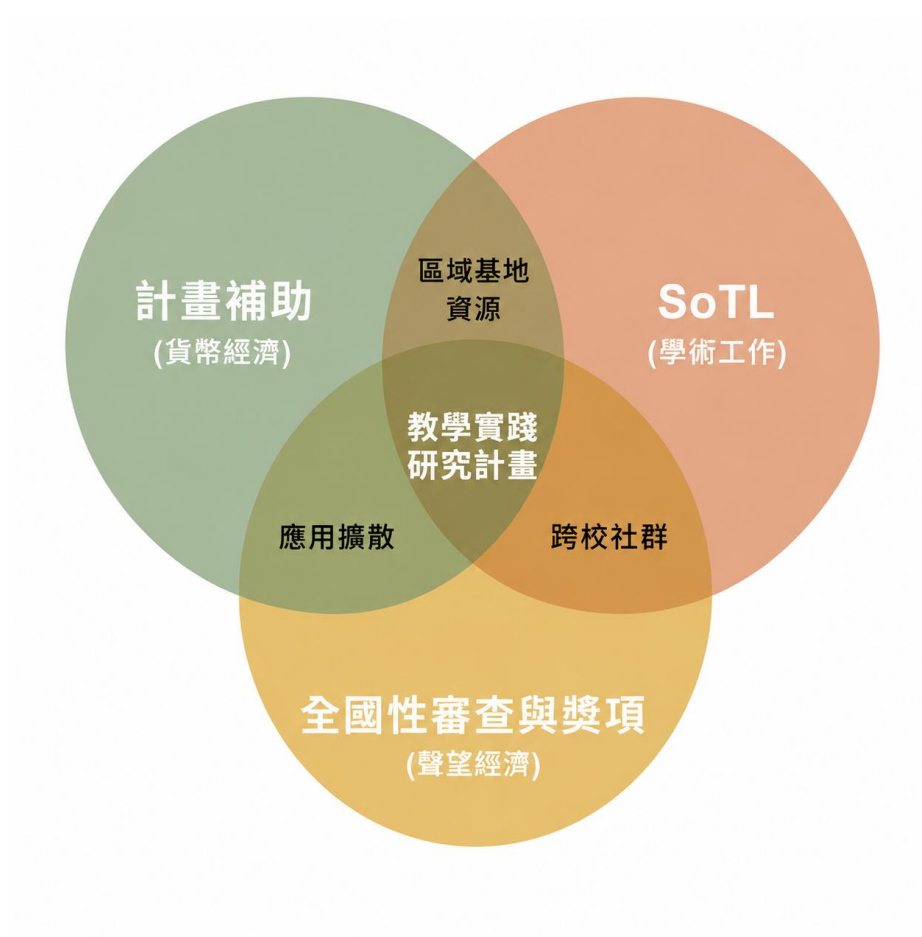 區域基地
資源
計畫補助
(貨幣經濟)
SoTL
(學術工作)
教學實踐
研究計畫
應用擴散
跨校社群
全國性審查與獎項
(聲望經濟)